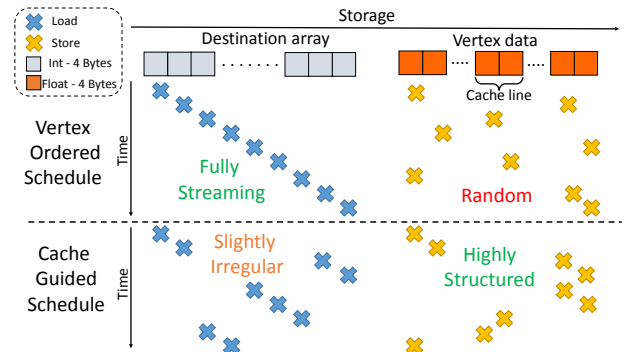 Storage
Load
Store
Int - 4 Bytes
Float - 4 Bytes
Destination array
Vertex data
Cache line
Vertex
Ordered
Schedule
Time
Fully
Streaming
Random
Cache
Guided
Schedule
Time
Slightly
Irregular
Highly
Structured